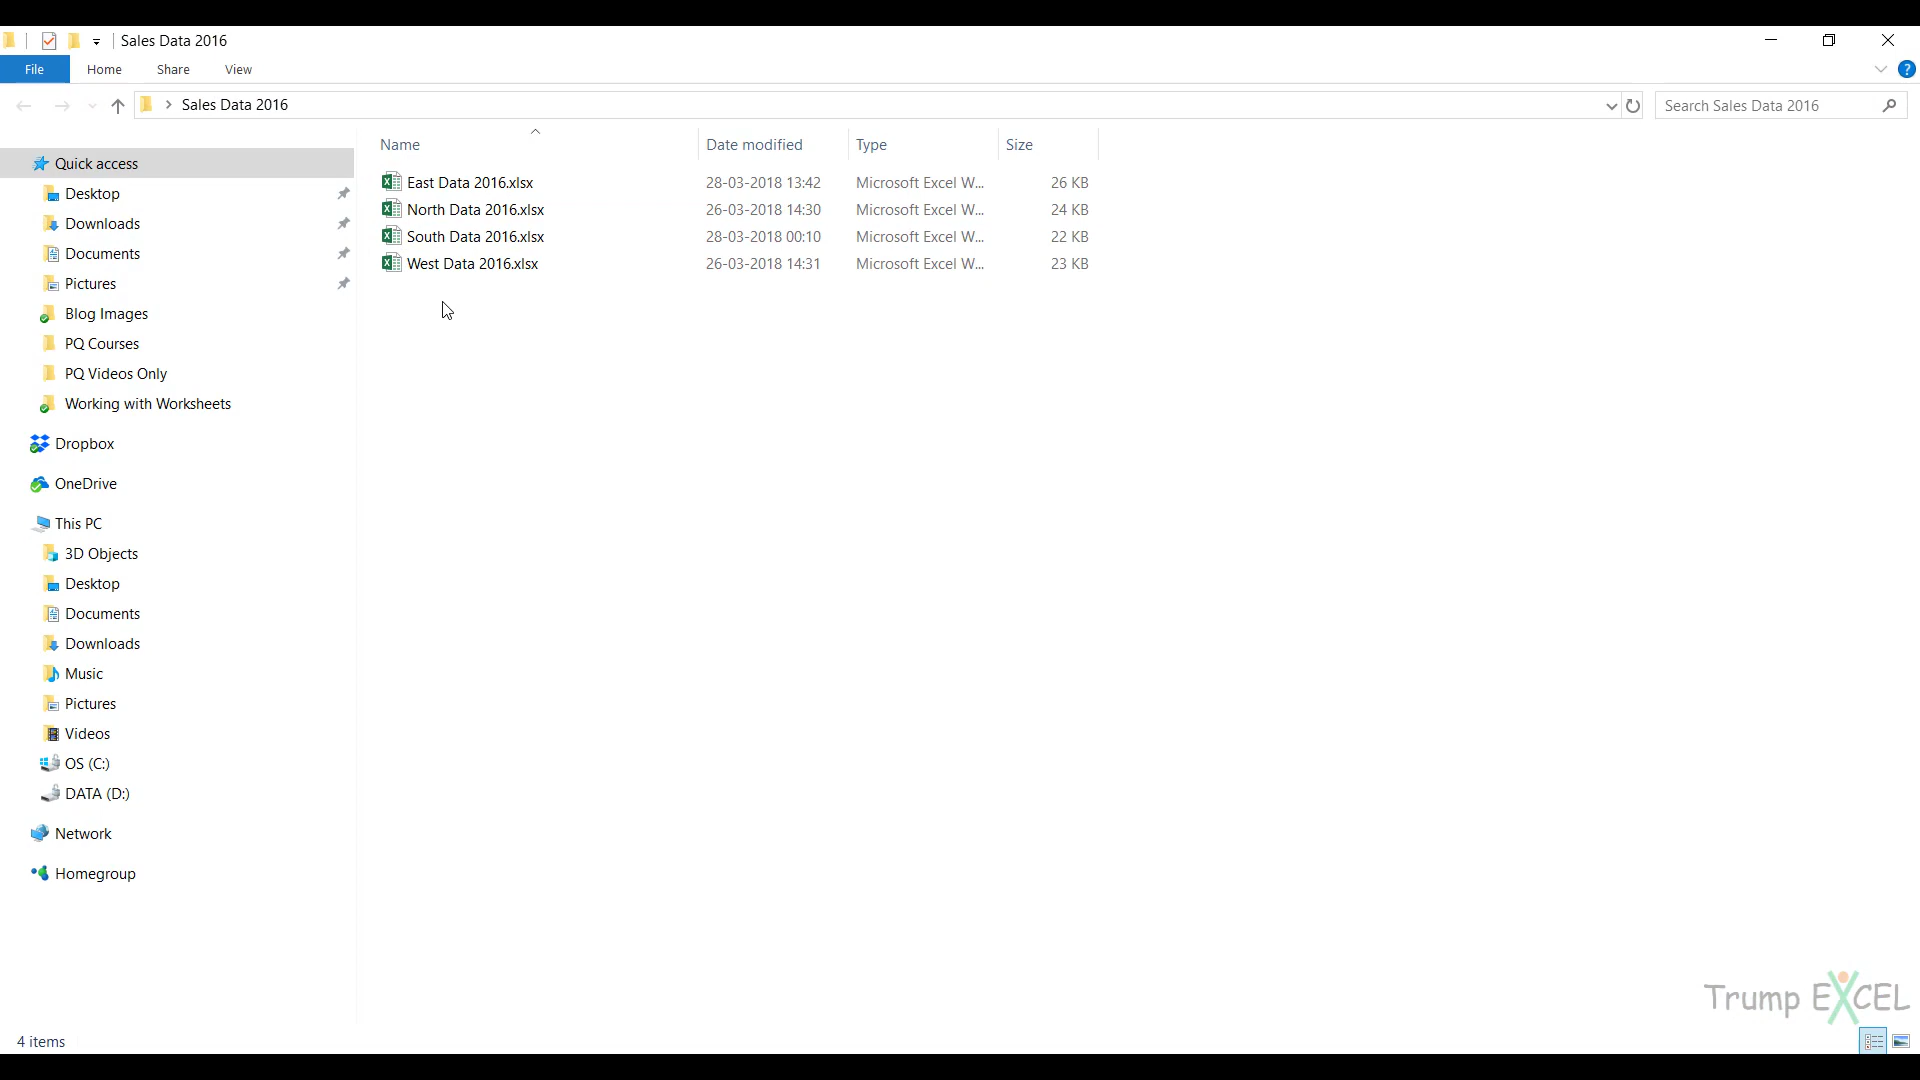 Sales Data 2016
File Home Share View
?
Sales Data 2016
Search Sales Data 2016
Name Date modified Type Size
East Data 2016.xlsx 28-03-2018 13:42 Microsoft Excel W... 26 KB
North Data 2016.xlsx 26-03-2018 14:30 Microsoft Excel W... 24 KB
South Data 2016.xlsx 28-03-2018 00:10 Microsoft Excel W... 22 KB
West Data 2016.xlsx 26-03-2018 14:31 Microsoft Excel W... 23 KB
Quick access
Desktop
Downloads
Documents
Pictures
Blog Images
PQ Courses
PQ Videos Only
Working with Worksheets
Dropbox
OneDrive
This PC
3D Objects
Desktop
Documents
Downloads
Music
Pictures
Videos
OS (C:)
DATA (D:)
Network
Homegroup
Trump EXCEL
4 items